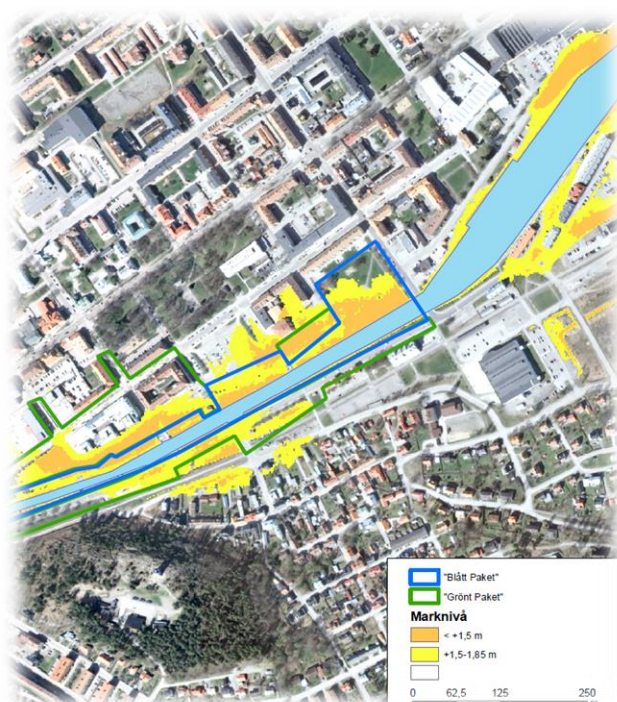 "Blått Paket"
"Grönt Paket"
Marknivå
< +1,5 m
+1,5-1,85 m
0 62,5 125 250